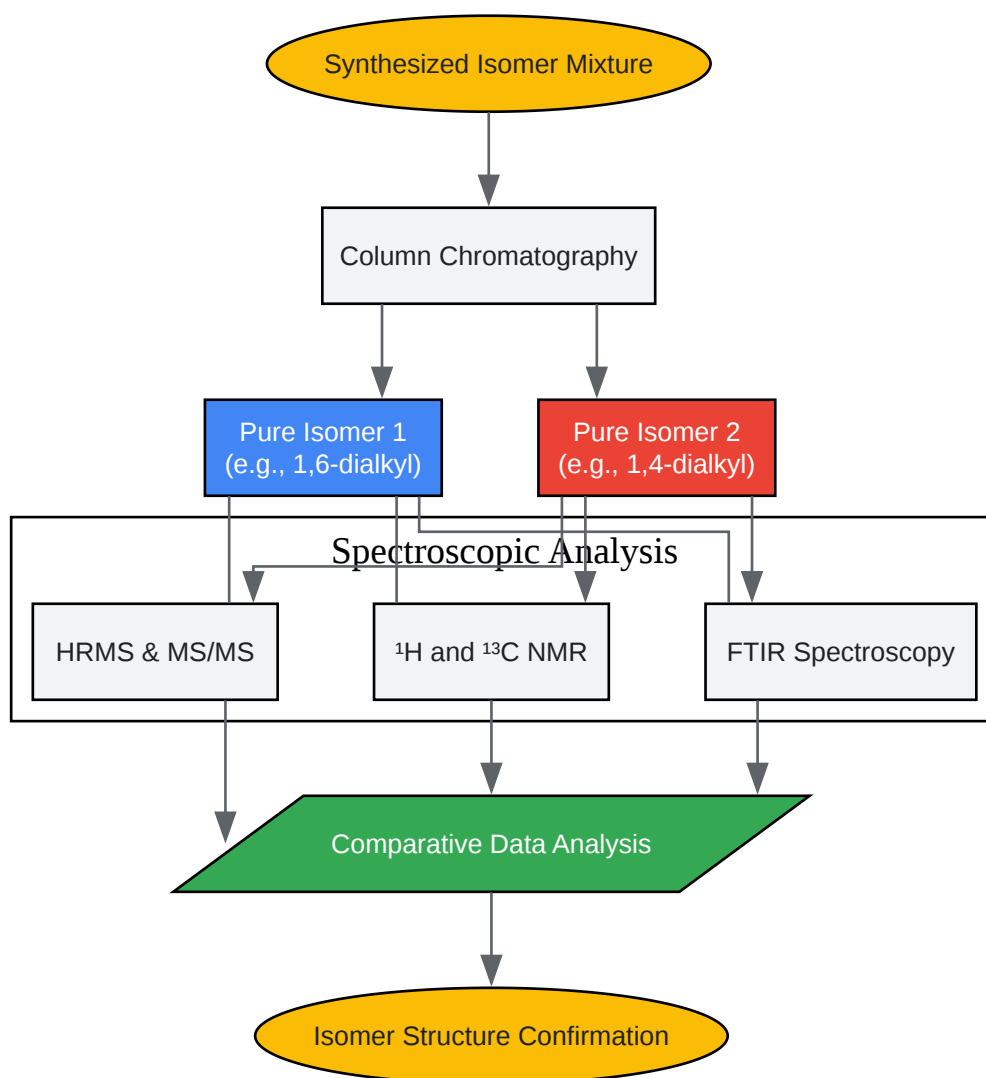 Synthesized Isomer Mixture
Column Chromatography
Pure Isomer 1
(e.g., 1,6-dialkyl)
Pure Isomer 2
(e.g., 1,4-dialkyl)
Spectroscopic Analysis
HRMS & MS/MS
¹H and ¹³C NMR
FTIR Spectroscopy
Comparative Data Analysis
Isomer Structure Confirmation